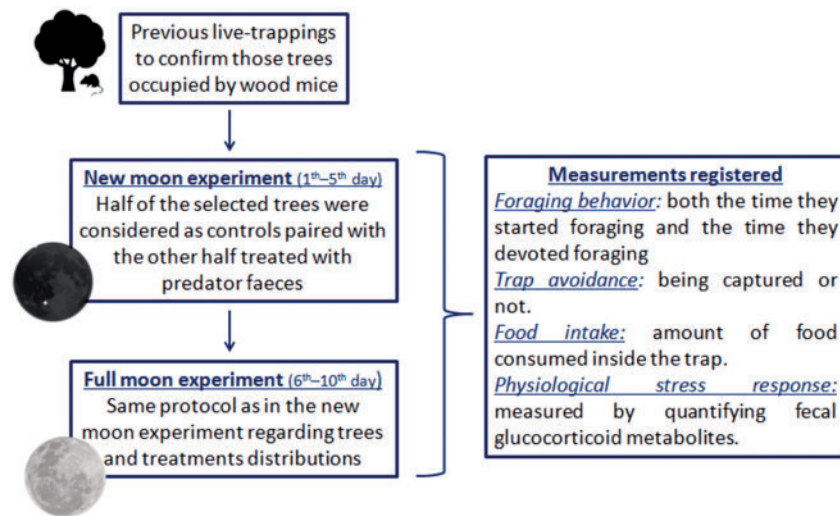 Previous live-trappings
to confirm those trees
occupied by wood mice
New moon experiment (1th–5th day)
Half of the selected trees were
considered as controls paired with
the other half treated with
predator faeces
Full moon experiment (6th–10th day)
Same protocol as in the new
moon experiment regarding trees
and treatments distributions
Measurements registered
Foraging behavior: both the time they
started foraging and the time they
devoted foraging
Trap avoidance: being captured or
not.
Food intake: amount of food
consumed inside the trap.
Physiological stress response:
measured by quantifying fecal
glucocorticoid metabolites.